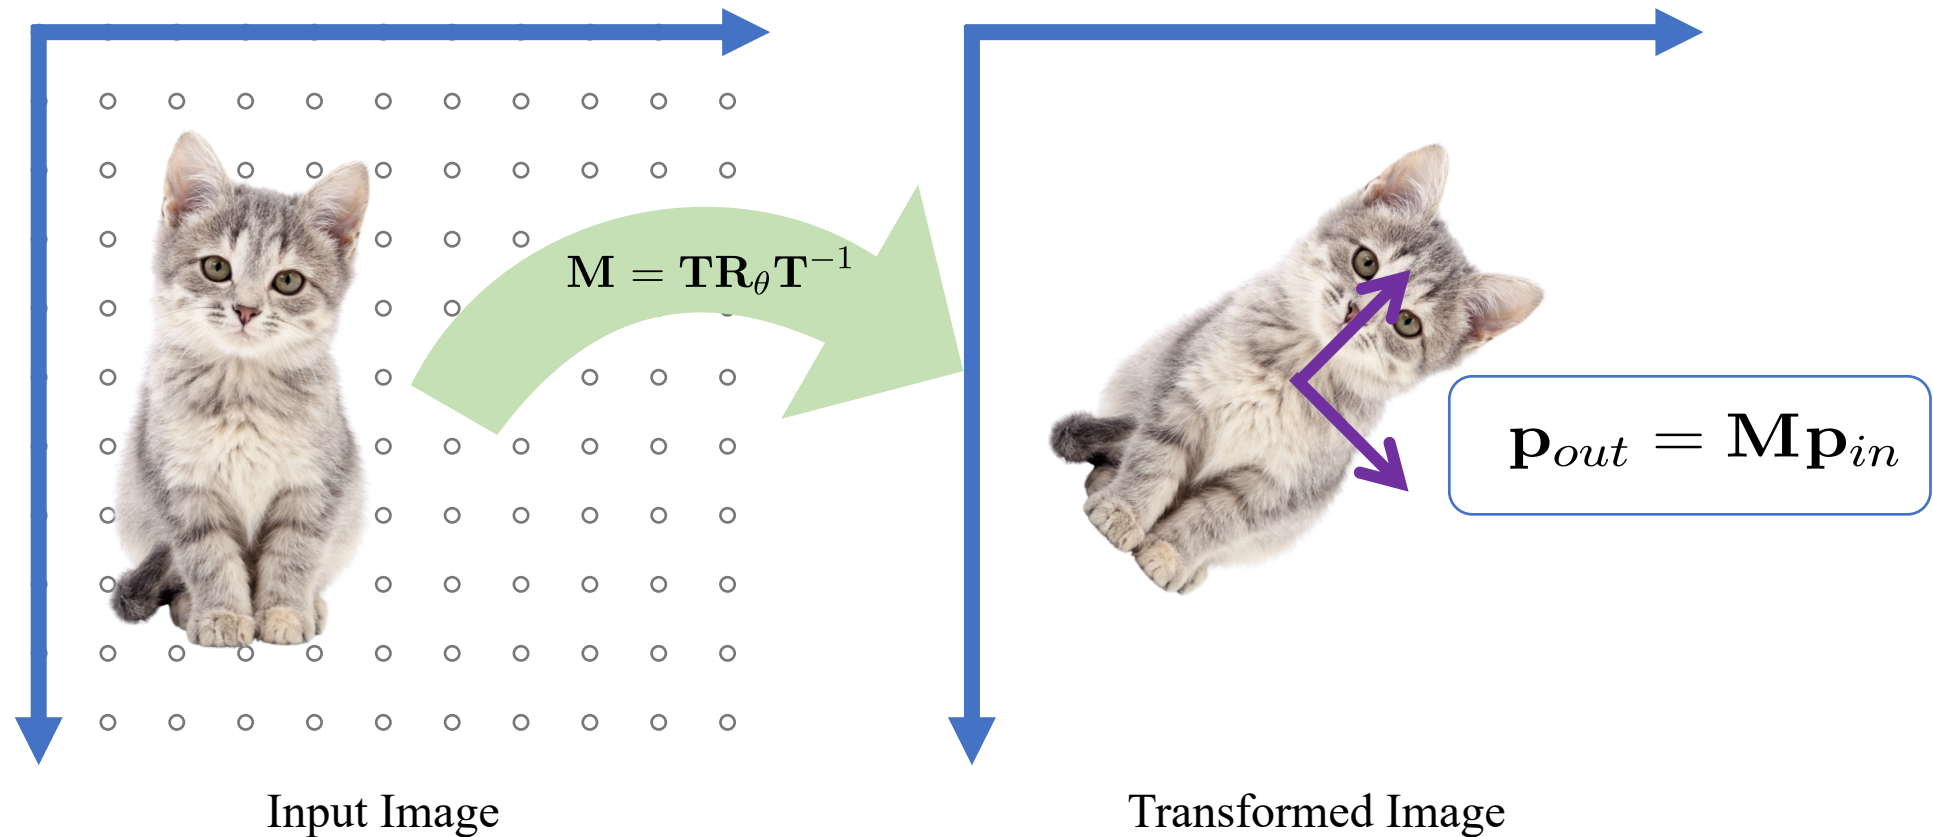 M = TR_θT^{-1}
p_{out} = Mp_{in}
Input Image
Transformed Image